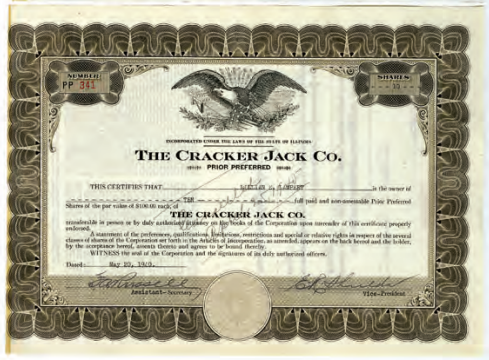 NUMBER
PP 341
SHARES
10
INCORPORATED UNDER THE LAWS OF THE STATE OF ILLINOIS
THE CRACKER JACK CO.
PRIOR PREFERRED
THIS CERTIFIES THAT is the owner of
TEN full paid and non-assessable Prior Preferred
Shares of the par value of $100.00 each, of
THE CRACKER JACK CO.
transferable in person or by duly authorized attorney on the books of the Corporation upon surrender of this certificate properly
endorsed.
A statement of the preferences, qualifications, limitations, restrictions and special or relative rights in respect of the several
classes of shares of the Corporation set forth in the Articles of Incorporation, as amended, appears on the back hereof and the holder,
by the acceptance hereof, assents thereto and agrees to be bound thereby.
WITNESS the seal of the Corporation and the signatures of its duly authorized officers.
Dated: May
Assistant-Secretary
Vice-President